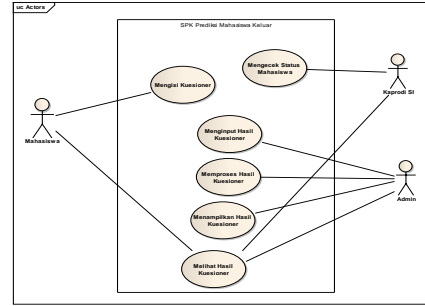 uc Actors
SPK Prediksi Mahasiswa Keluar
Mengisi Kuesioner
Mengecek Status
Mahasiswa
Mahasiswa
Kaprodi SI
Menginput Hasil
Kuesioner
Memproses Hasil
Kuesioner
Admin
Menampilkan Hasil
Kuesioner
Melihat Hasil
Kuesioner